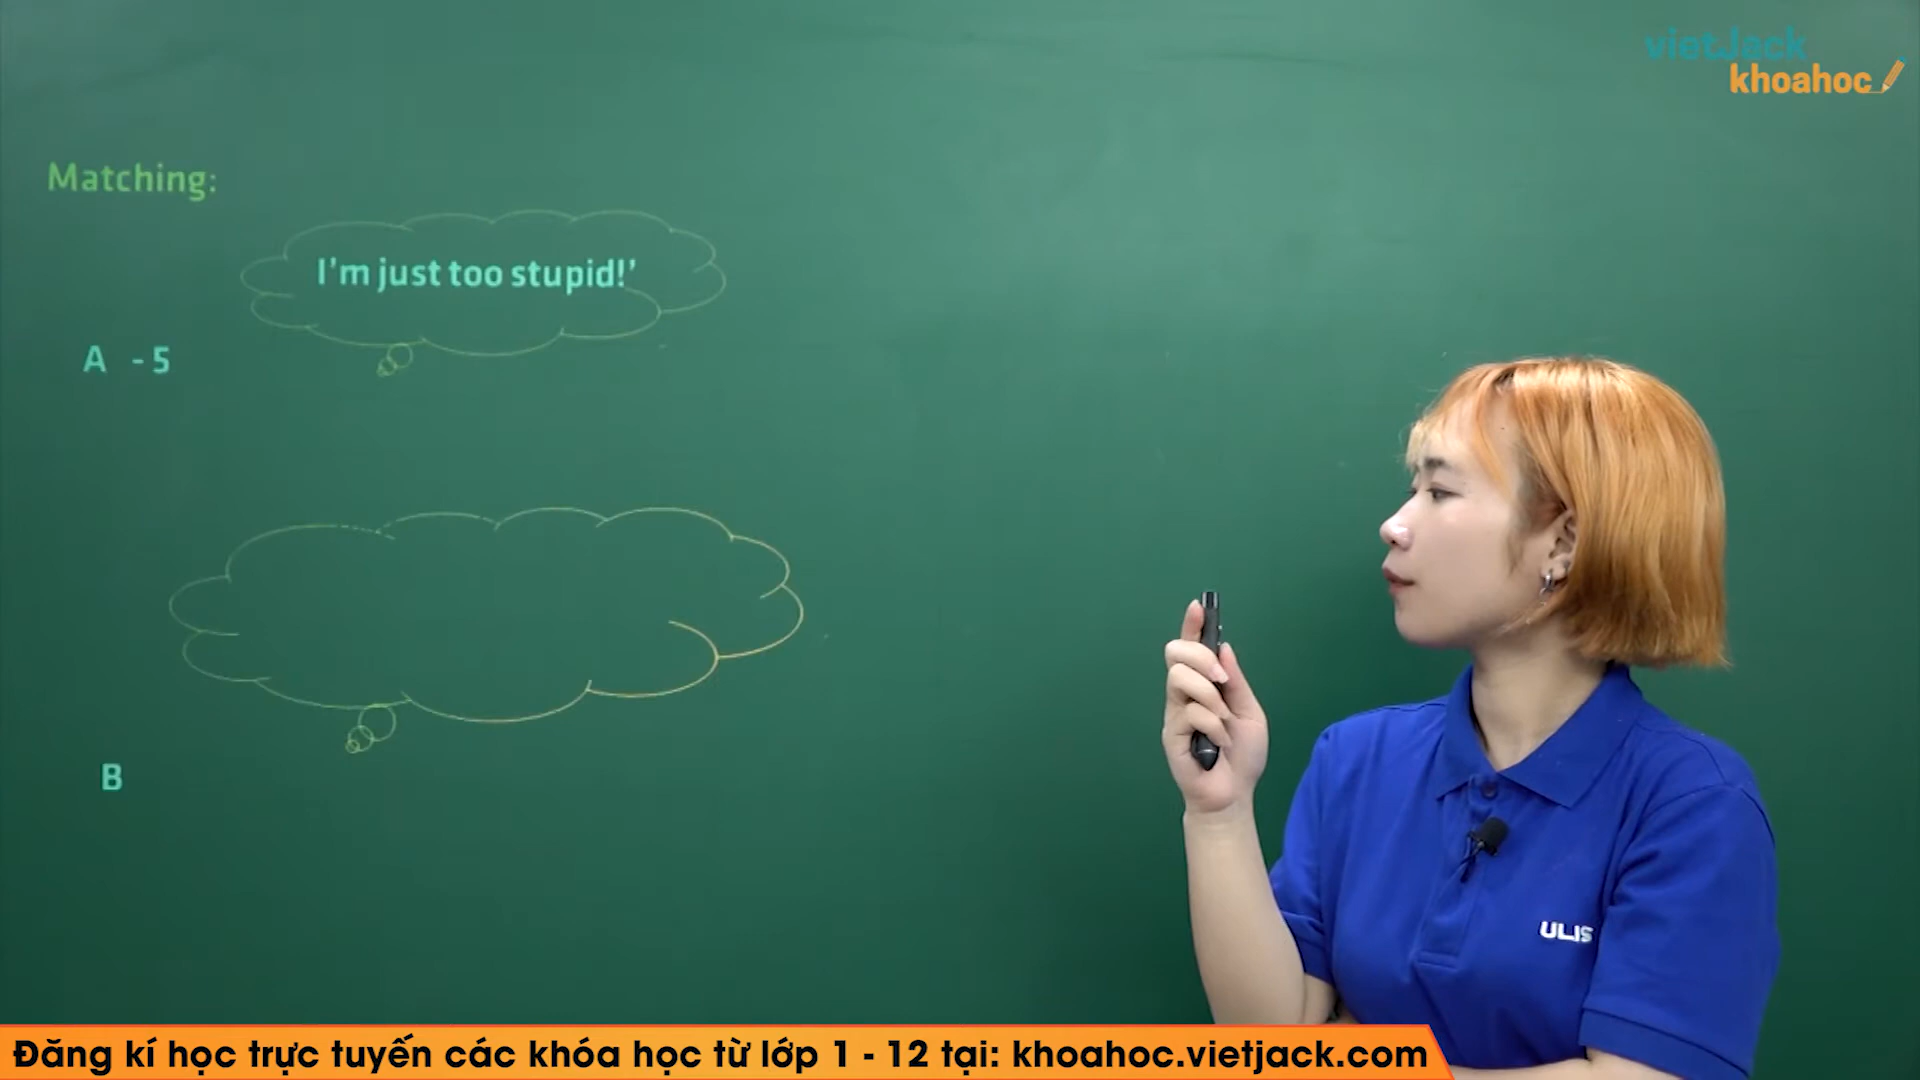 vietJack
khoahoc
Matching:
I'm just too stupid!'
A - 5
B
ULIS
Đăng kí học trực tuyến các khóa học từ lớp 1 - 12 tại: khoahoc.vietjack.com